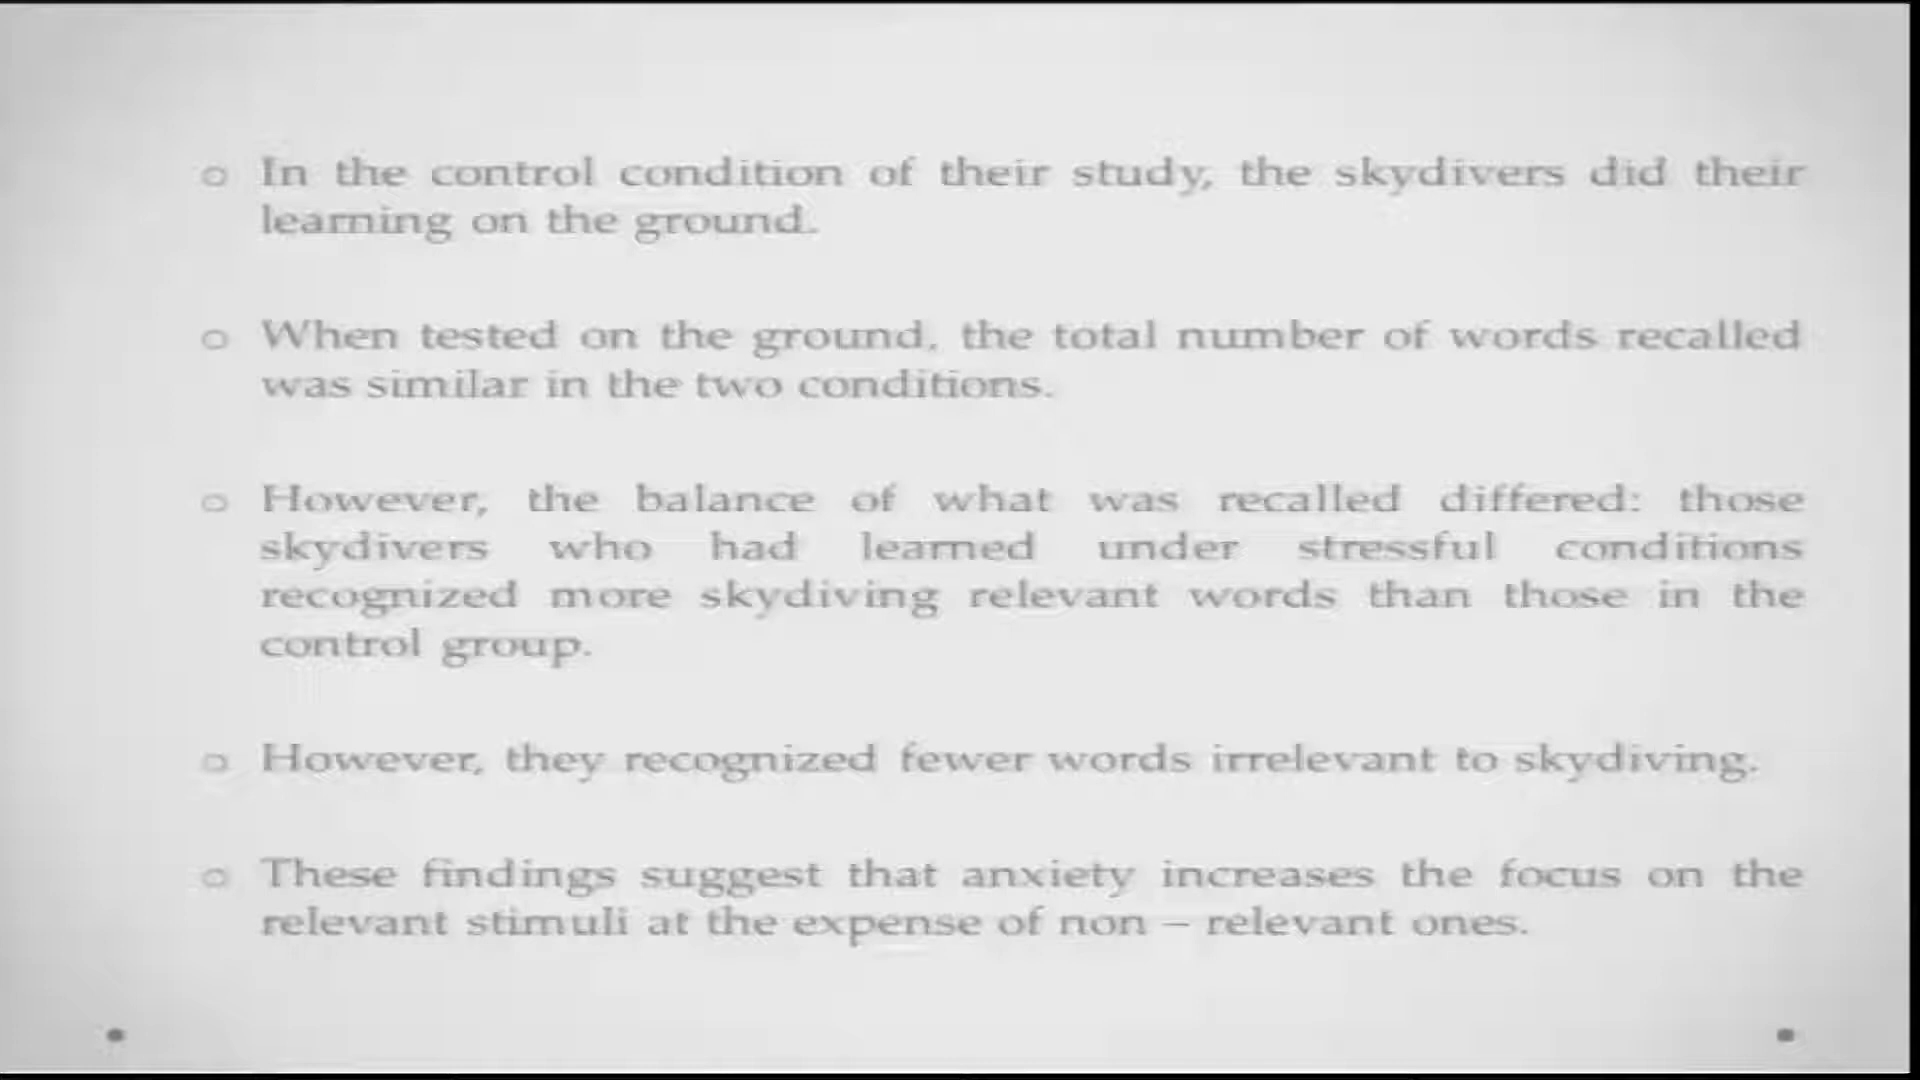 o In the control condition of their study, the skydivers did their
learning on the ground.
o When tested on the ground, the total number of words recalled
was similar in the two conditions.
o However, the balance of what was recalled differed: those
skydivers who had learned under stressful conditions
recognized more skydiving relevant words than those in the
control group.
o However, they recognized fewer words irrelevant to skydiving.
o These findings suggest that anxiety increases the focus on the
relevant stimuli at the expense of non – relevant ones.